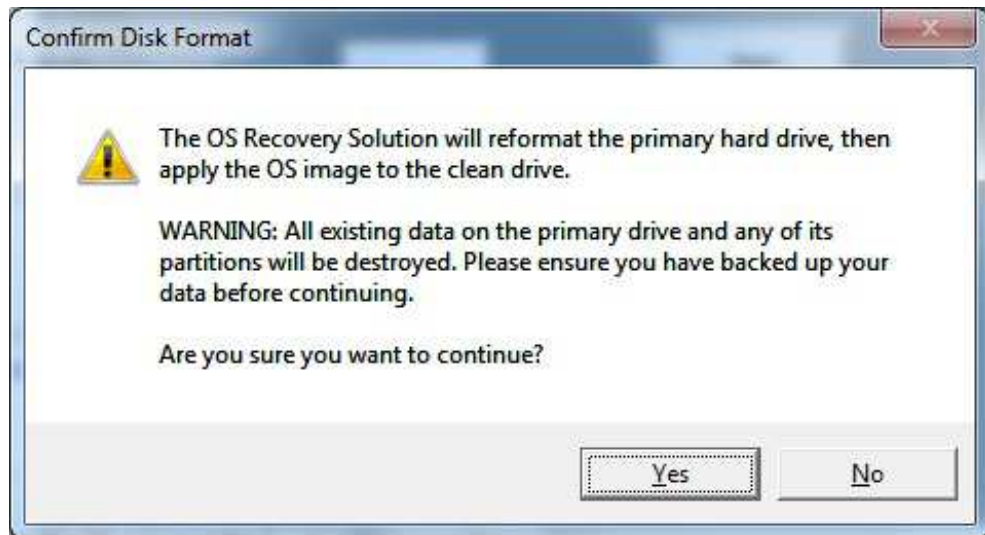 Confirm Disk Format
The OS Recovery Solution will reformat the primary hard drive, then
apply the OS image to the clean drive.
WARNING: All existing data on the primary drive and any of its
partitions will be destroyed. Please ensure you have backed up your
data before continuing.
Are you sure you want to continue?
Yes No